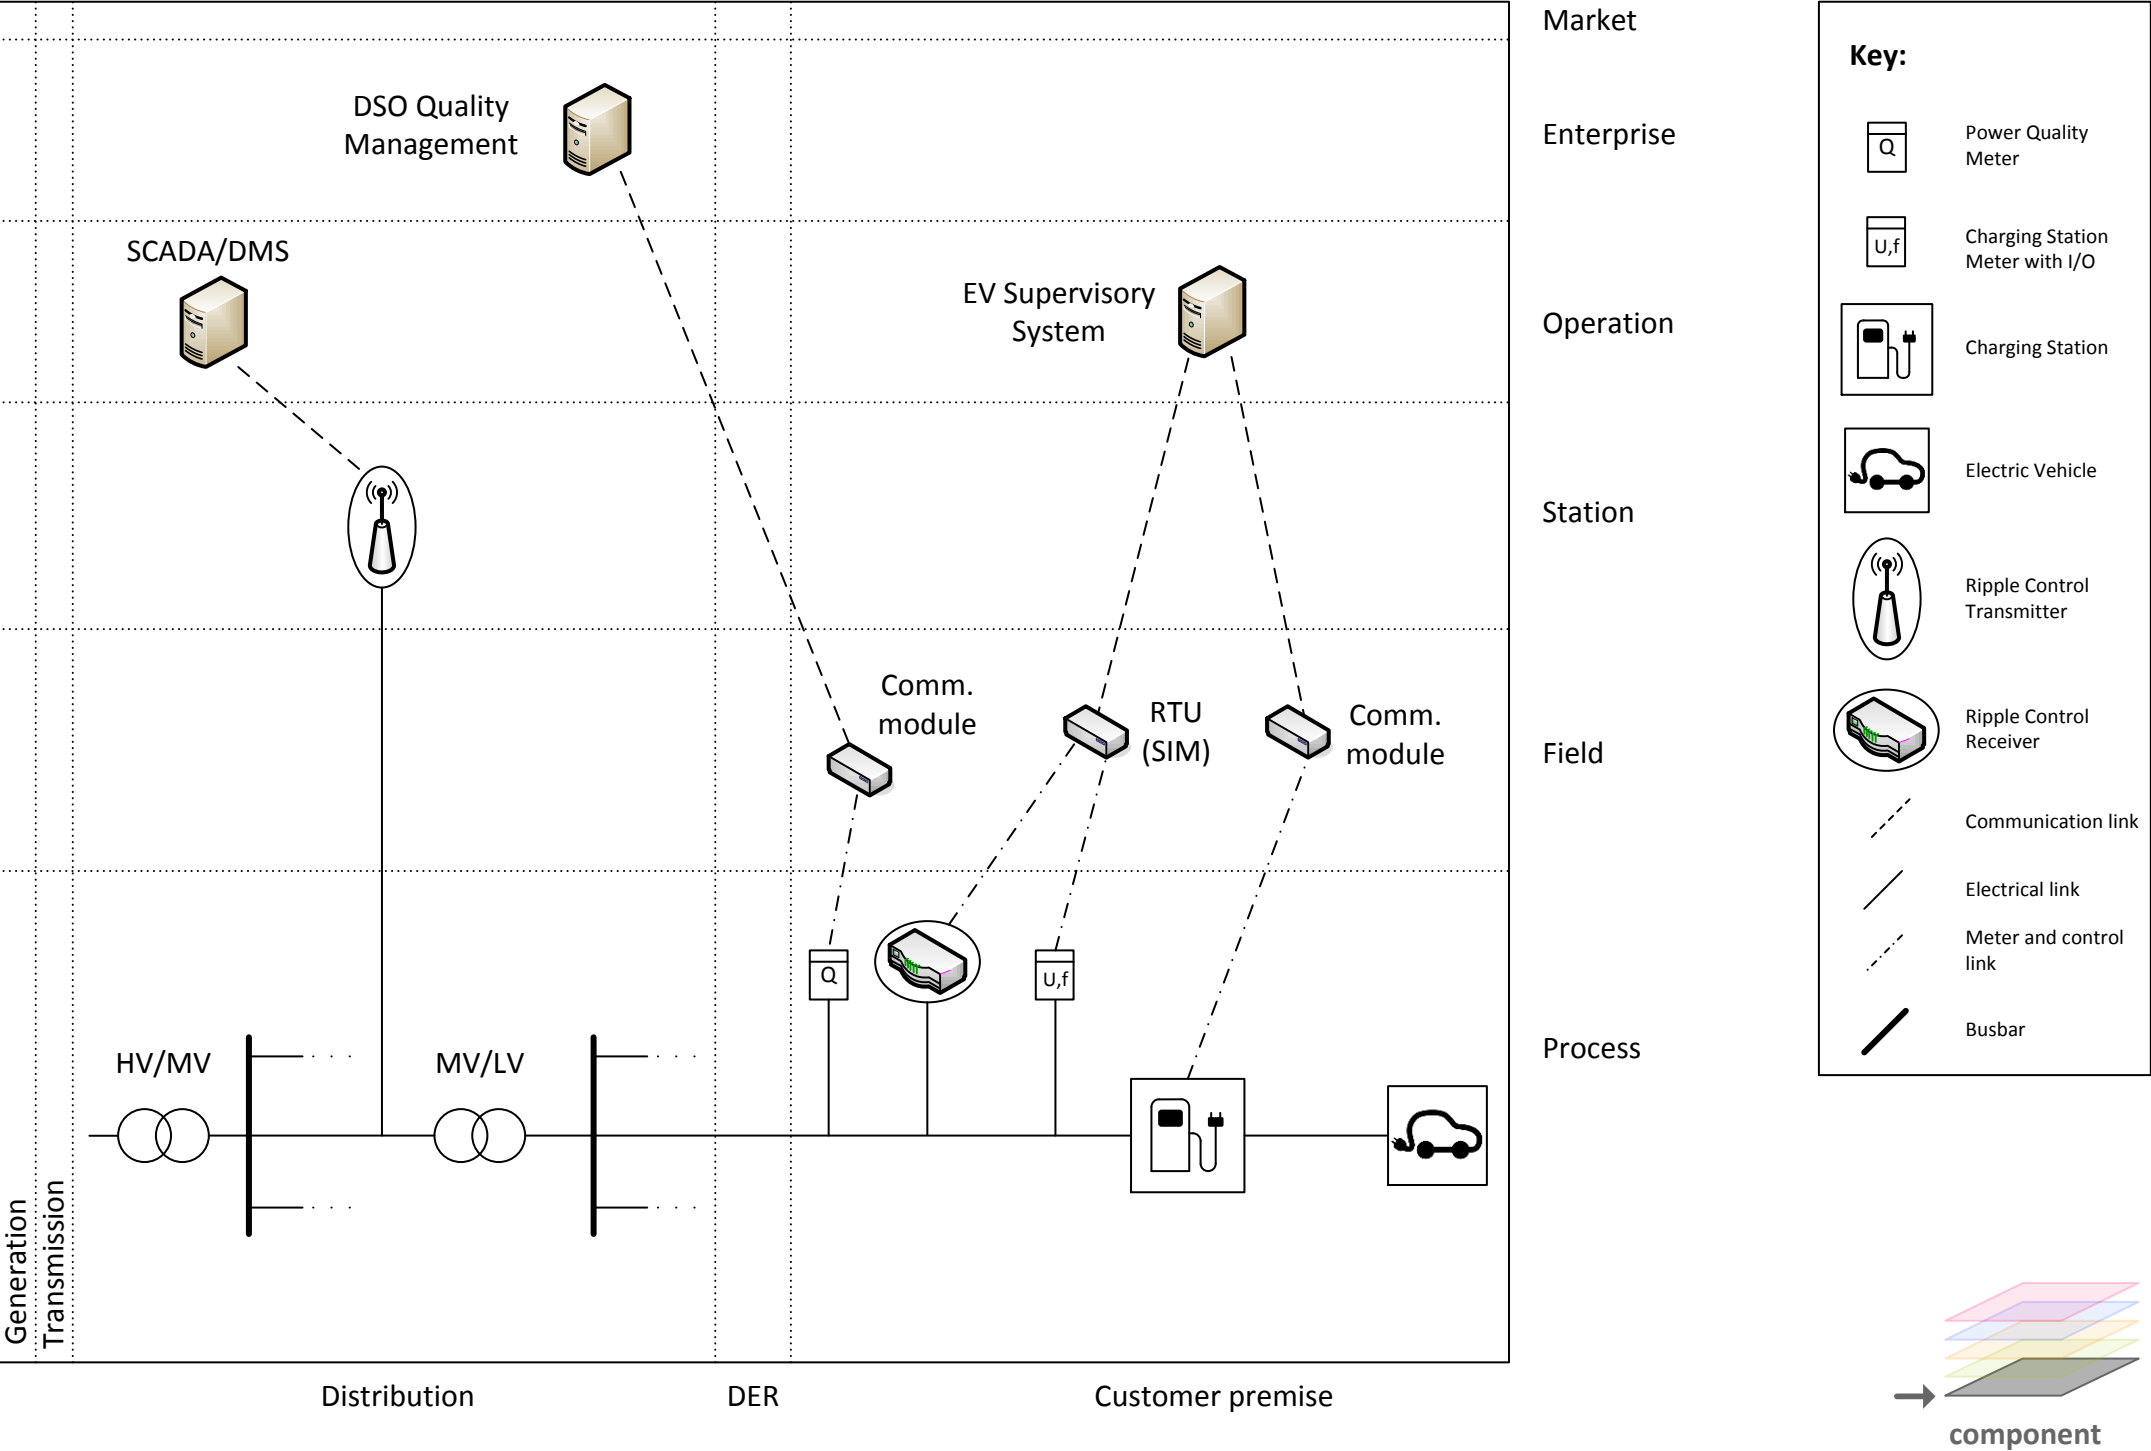 Market
DSO Quality
Management
Enterprise
SCADA/DMS
EV Supervisory
System
Operation
Station
Comm.
module
RTU
(SIM)
Comm.
module
Field
Q
U,f
HV/MV
MV/LV
Process
Generation
Transmission
Distribution
DER
Customer premise
Key:
Q
Power Quality
Meter
U,f
Charging Station
Meter with I/O
Charging Station
Electric Vehicle
Ripple Control
Transmitter
Ripple Control
Receiver
Communication link
Electrical link
Meter and control
link
Busbar
component